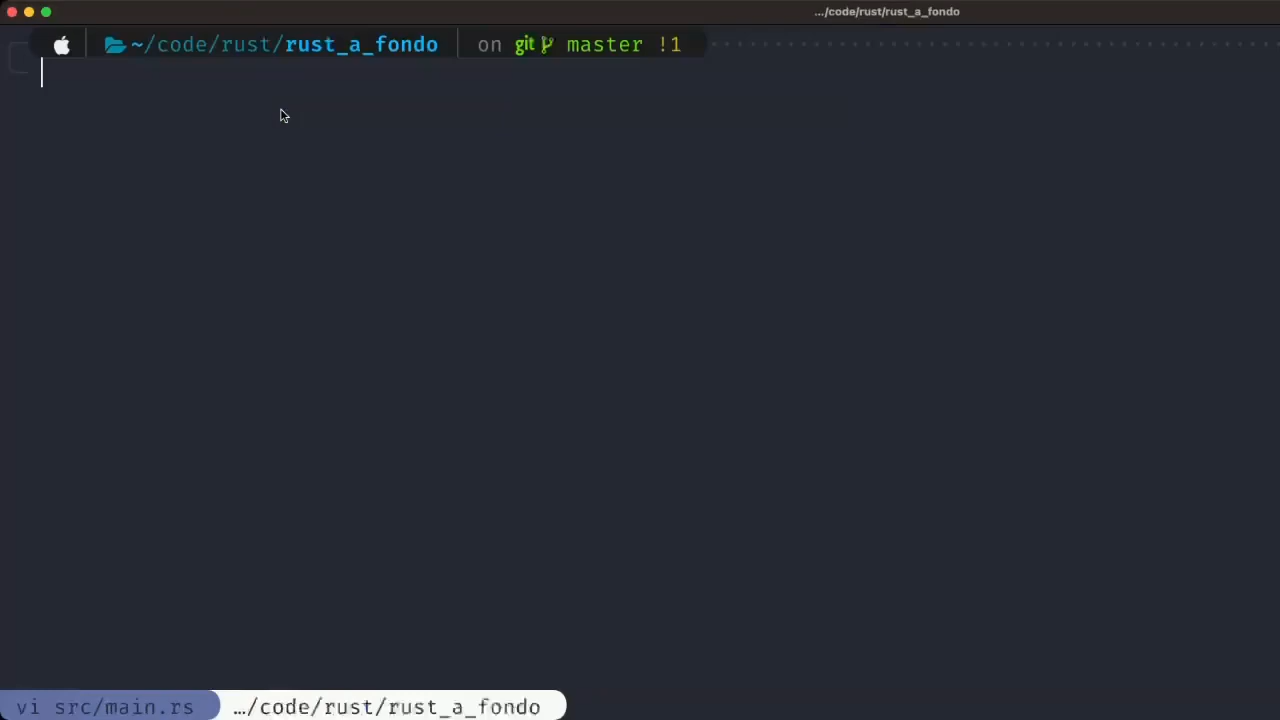 …/code/rust/rust_a_fondo
~/code/rust/rust_a_fondo on git master !1
vi src/main.rs …/code/rust/rust_a_fondo